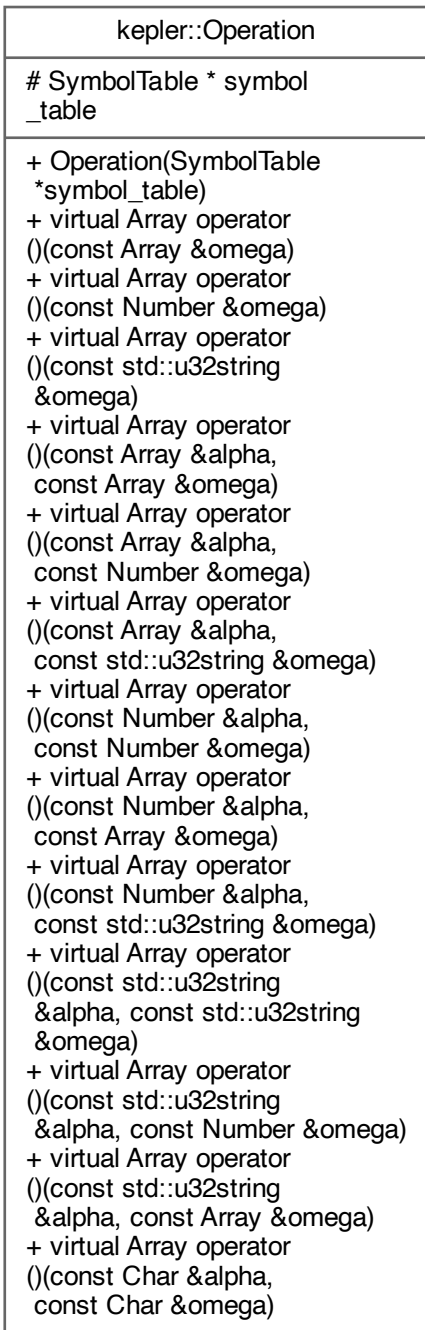 kepler::Operation
# SymbolTable * symbol
_table
+ Operation(SymbolTable
*symbol_table)
+ virtual Array operator
()(const Array &omega)
+ virtual Array operator
()(const Number &omega)
+ virtual Array operator
()(const std::u32string
&omega)
+ virtual Array operator
()(const Array &alpha,
const Array &omega)
+ virtual Array operator
()(const Array &alpha,
const Number &omega)
+ virtual Array operator
()(const Array &alpha,
const std::u32string &omega)
+ virtual Array operator
()(const Number &alpha,
const Number &omega)
+ virtual Array operator
()(const Number &alpha,
const Array &omega)
+ virtual Array operator
()(const Number &alpha,
const std::u32string &omega)
+ virtual Array operator
()(const std::u32string
&alpha, const std::u32string
&omega)
+ virtual Array operator
()(const std::u32string
&alpha, const Number &omega)
+ virtual Array operator
()(const std::u32string
&alpha, const Array &omega)
+ virtual Array operator
()(const Char &alpha,
const Char &omega)